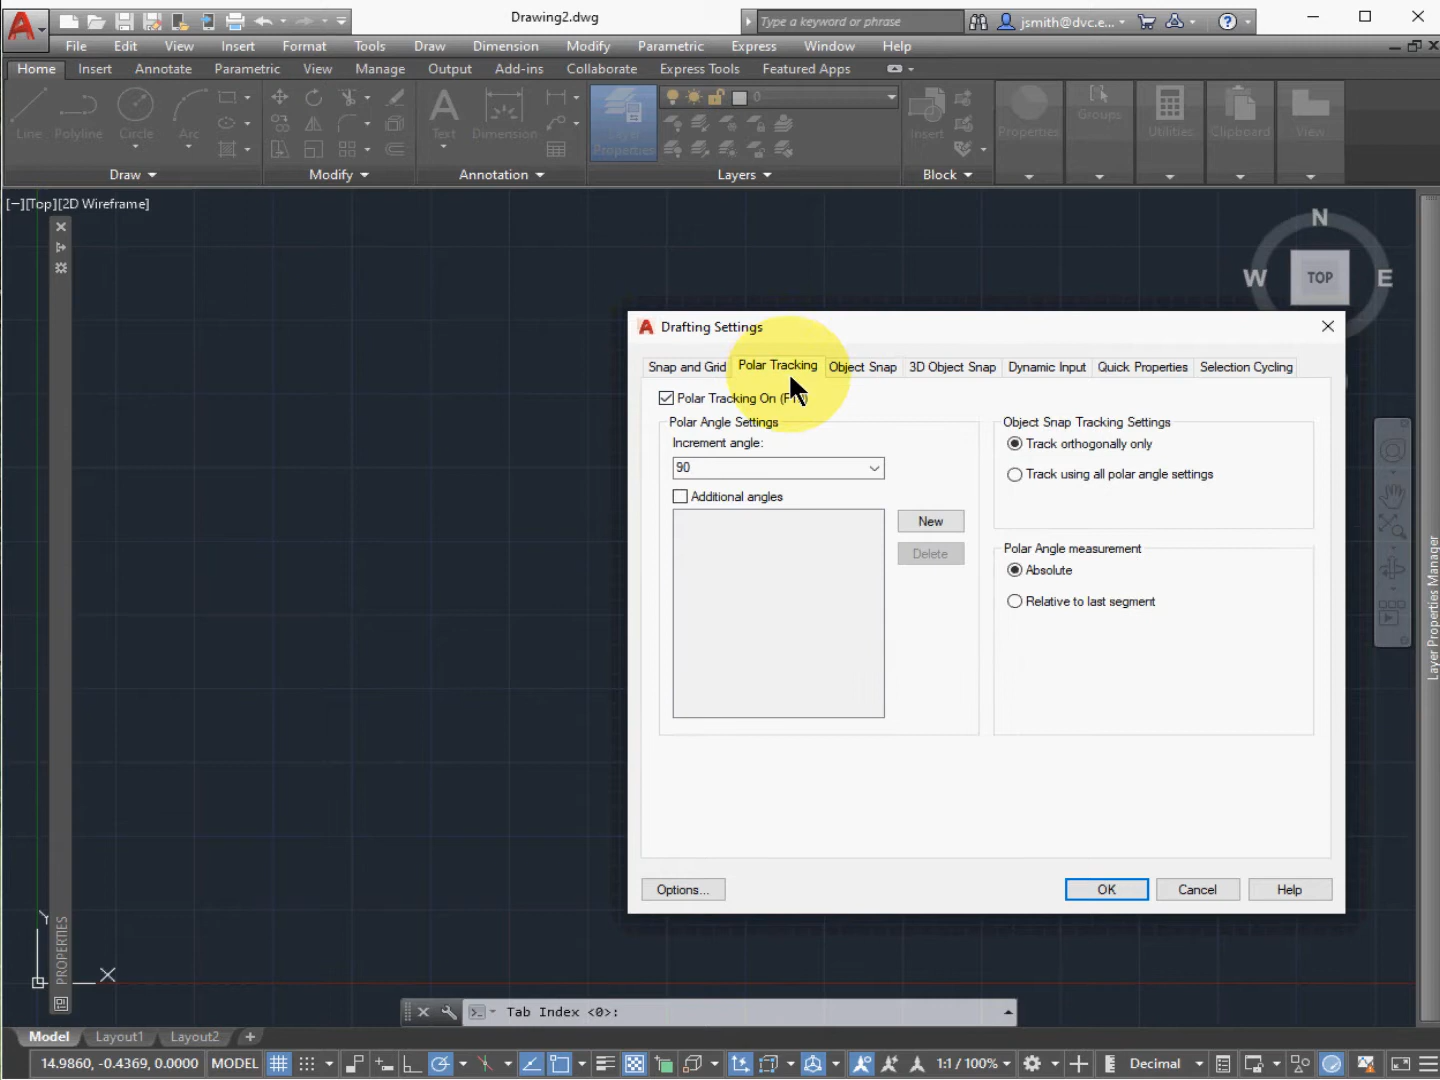 Drawing2.dwg
Type a keyword or phrase
jsmith@dvc.e...
File Edit View Insert Format Tools Draw Dimension Modify Parametric Express Window Help
Home Insert Annotate Parametric View Manage Output Add-ins Collaborate Express Tools Featured Apps
0
Line Polyline Circle Arc Text Dimension Layer Properties Insert Properties Groups Utilities Clipboard View
Draw Modify Annotation Layers Block
[−][Top][2D Wireframe]
N
W TOP E
Drafting Settings
Snap and Grid Polar Tracking Object Snap 3D Object Snap Dynamic Input Quick Properties Selection Cycling
Polar Tracking On
Polar Angle Settings
Increment angle:
90
Additional angles
New
Delete
Object Snap Tracking Settings
Track orthogonally only
Track using all polar angle settings
Polar Angle measurement
Absolute
Relative to last segment
Options... OK Cancel Help
Layer Properties Manager
PROPERTIES
Y
X
Tab Index <0>:
Model Layout1 Layout2
14.9860, -0.4369, 0.0000 MODEL 1:1 / 100% Decimal